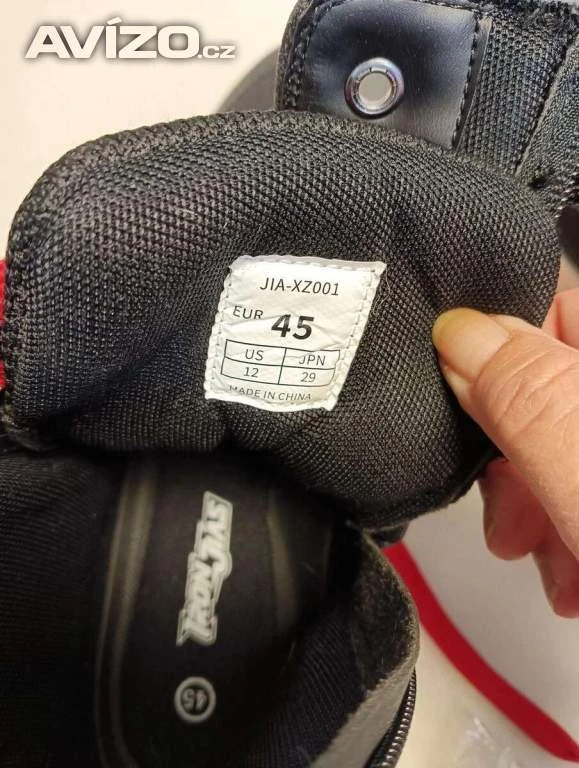 AVÍZO.CZ
JIA-XZ001
EUR 45
US JPN
12 29
MADE IN CHINA
45